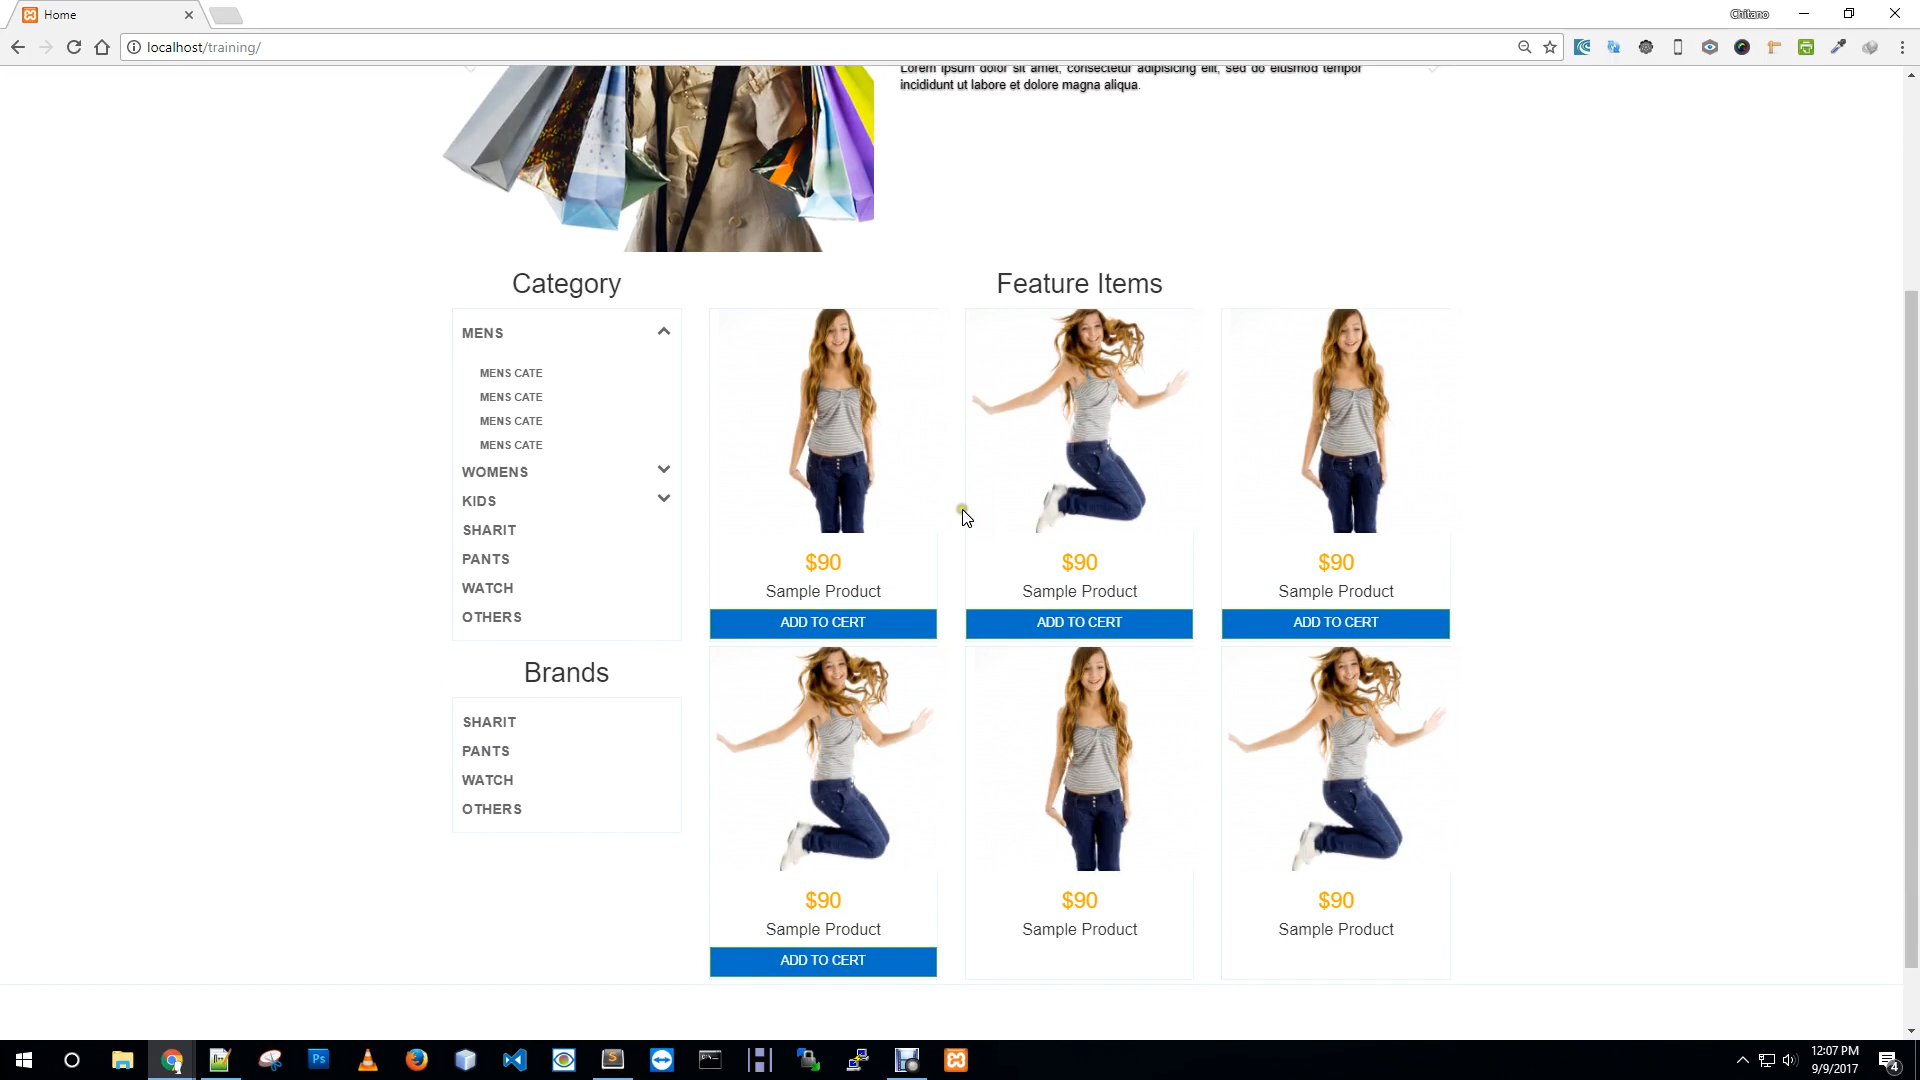 Home
Chitano
localhost/training/
Lorem ipsum dolor sit amet, consectetur adipisicing elit, sed do eiusmod tempor
incididunt ut labore et dolore magna aliqua.
Category
Feature Items
MENS
MENS CATE
MENS CATE
MENS CATE
MENS CATE
WOMENS
KIDS
SHARIT
PANTS
WATCH
OTHERS
$90
$90
$90
Sample Product
Sample Product
Sample Product
ADD TO CERT
ADD TO CERT
ADD TO CERT
Brands
SHARIT
PANTS
WATCH
OTHERS
$90
$90
$90
Sample Product
Sample Product
Sample Product
ADD TO CERT
Ps
12:07 PM
9/9/2017
4